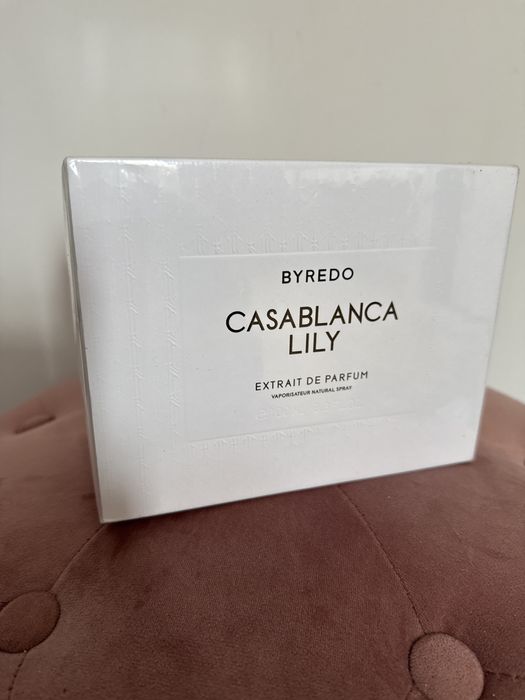 BYREDO
CASABLANCA
LILY
EXTRAIT DE PARFUM
VAPORISATEUR NATURAL SPRAY